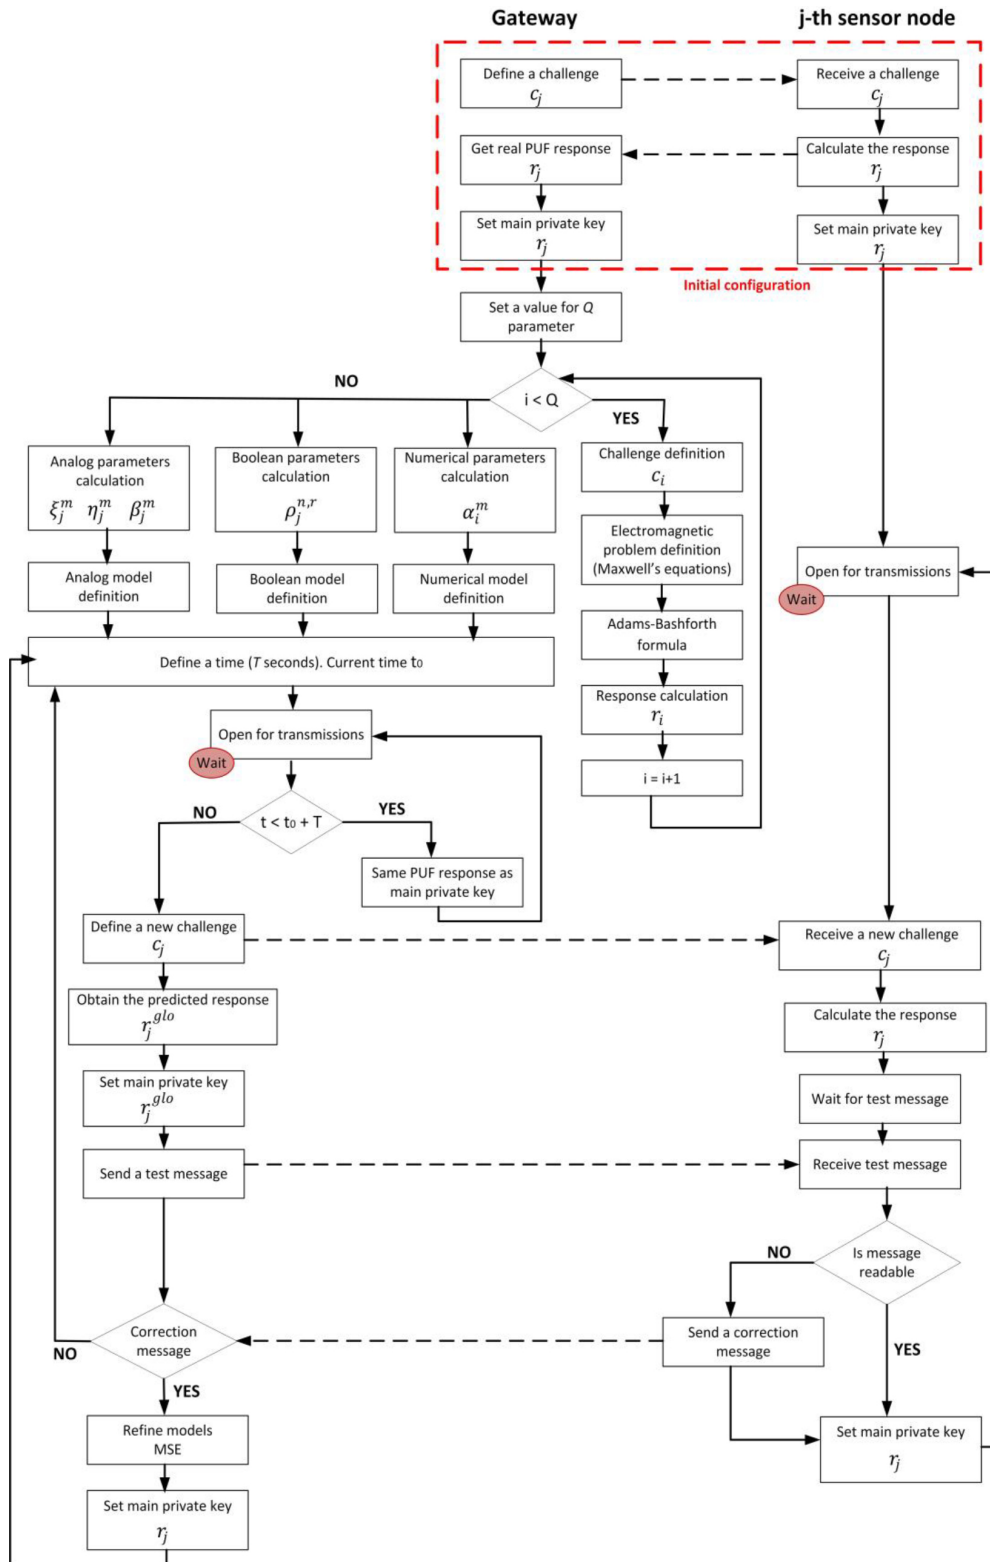 Gateway
j-th sensor node
Define a challenge
c_j
Receive a challenge
c_j
Get real PUF response
r_j
Calculate the response
r_j
Set main private key
r_j
Set main private key
r_j
Initial configuration
Set a value for Q
parameter
NO
i < Q
YES
Analog parameters
calculation
ξ_j^m η_j^m β_j^m
Boolean parameters
calculation
ρ_j^{n,r}
Numerical parameters
calculation
α_i^m
Challenge definition
c_i
Electromagnetic
problem definition
(Maxwell's equations)
Analog model
definition
Boolean model
definition
Numerical model
definition
Open for transmissions
Wait
Adams-Bashforth
formula
Define a time (T seconds). Current time t₀
Response calculation
r_i
Open for transmissions
Wait
i = i+1
NO
t < t₀ + T
YES
Same PUF response as
main private key
Define a new challenge
c_j
Receive a new challenge
c_j
Obtain the predicted response
r_j^{glo}
Calculate the response
r_j
Set main private key
r_j^{glo}
Wait for test message
Send a test message
Receive test message
NO
Is message
readable
YES
Correction
message
NO
Send a correction
message
YES
Refine models
MSE
Set main private key
r_j
Set main private key
r_j